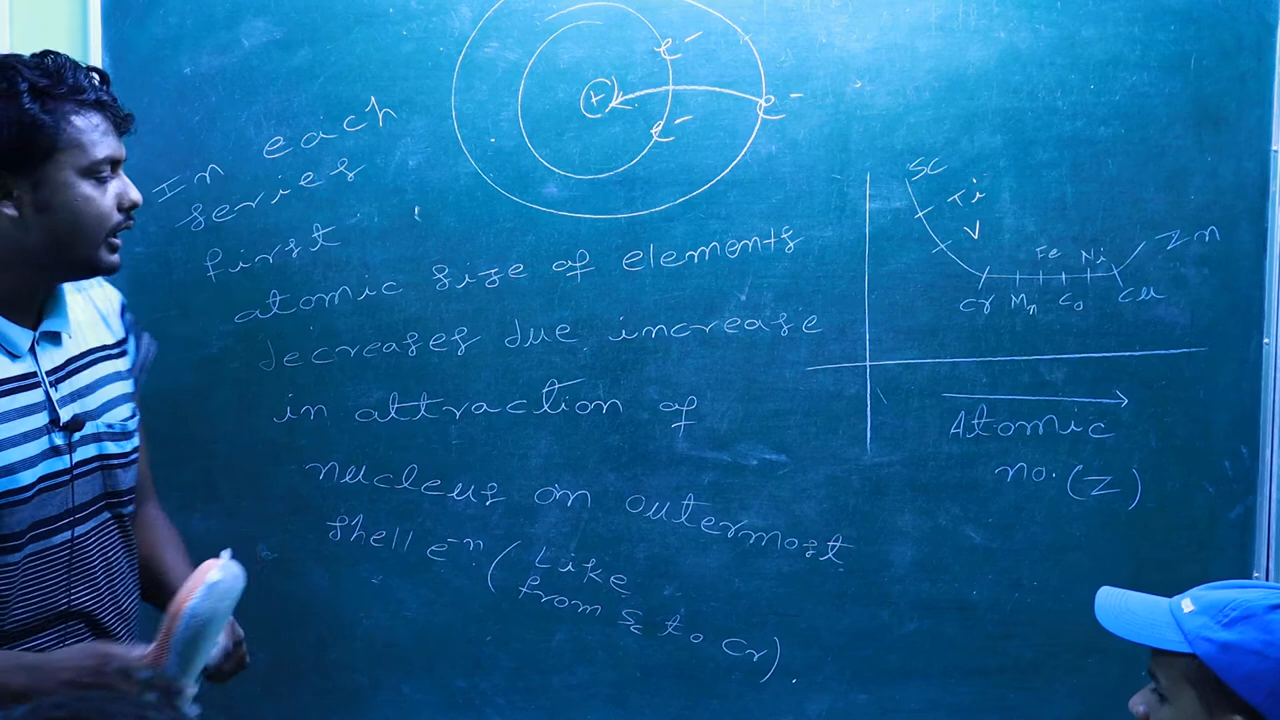 e⁻
+
e⁻
e⁻
In each
series
first
atomic size of elements
decreases due increase
in attraction of
nucleus on outermost
shell e⁻n (Like
from Sc to Cr).
SC
Ti
V
Cr Mn Fe Co Ni Cu Zn
Atomic
no. (Z)